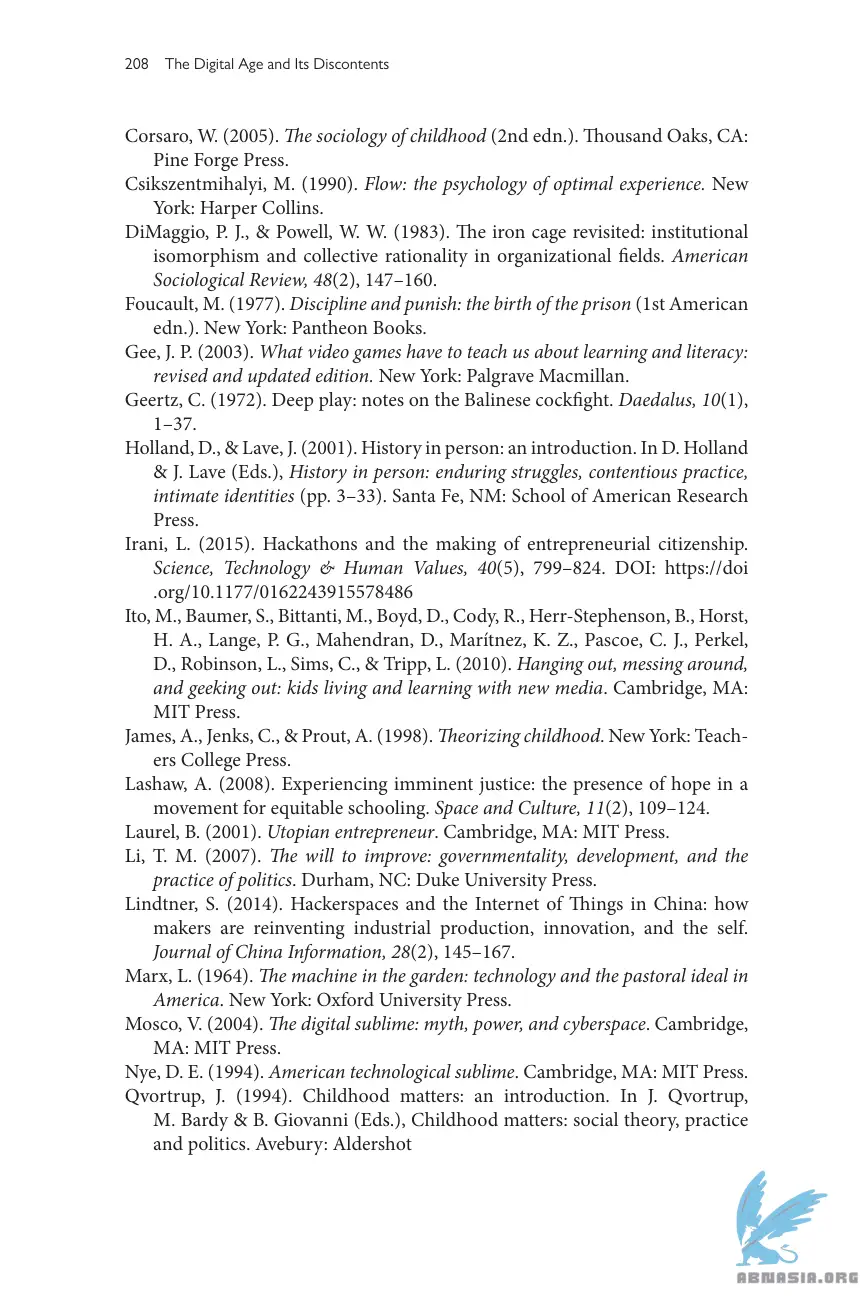 208 The Digital Age and Its Discontents
Corsaro, W. (2005). The sociology of childhood (2nd edn.). Thousand Oaks, CA:
Pine Forge Press.
Csikszentmihalyi, M. (1990). Flow: the psychology of optimal experience. New
York: Harper Collins.
DiMaggio, P. J., & Powell, W. W. (1983). The iron cage revisited: institutional
isomorphism and collective rationality in organizational fields. American
Sociological Review, 48(2), 147–160.
Foucault, M. (1977). Discipline and punish: the birth of the prison (1st American
edn.). New York: Pantheon Books.
Gee, J. P. (2003). What video games have to teach us about learning and literacy:
revised and updated edition. New York: Palgrave Macmillan.
Geertz, C. (1972). Deep play: notes on the Balinese cockfight. Daedalus, 10(1),
1–37.
Holland, D., & Lave, J. (2001). History in person: an introduction. In D. Holland
& J. Lave (Eds.), History in person: enduring struggles, contentious practice,
intimate identities (pp. 3–33). Santa Fe, NM: School of American Research
Press.
Irani, L. (2015). Hackathons and the making of entrepreneurial citizenship.
Science, Technology & Human Values, 40(5), 799–824. DOI: https://doi
.org/10.1177/0162243915578486
Ito, M., Baumer, S., Bittanti, M., Boyd, D., Cody, R., Herr-Stephenson, B., Horst,
H. A., Lange, P. G., Mahendran, D., Marítnez, K. Z., Pascoe, C. J., Perkel,
D., Robinson, L., Sims, C., & Tripp, L. (2010). Hanging out, messing around,
and geeking out: kids living and learning with new media. Cambridge, MA:
MIT Press.
James, A., Jenks, C., & Prout, A. (1998). Theorizing childhood. New York: Teach-
ers College Press.
Lashaw, A. (2008). Experiencing imminent justice: the presence of hope in a
movement for equitable schooling. Space and Culture, 11(2), 109–124.
Laurel, B. (2001). Utopian entrepreneur. Cambridge, MA: MIT Press.
Li, T. M. (2007). The will to improve: governmentality, development, and the
practice of politics. Durham, NC: Duke University Press.
Lindtner, S. (2014). Hackerspaces and the Internet of Things in China: how
makers are reinventing industrial production, innovation, and the self.
Journal of China Information, 28(2), 145–167.
Marx, L. (1964). The machine in the garden: technology and the pastoral ideal in
America. New York: Oxford University Press.
Mosco, V. (2004). The digital sublime: myth, power, and cyberspace. Cambridge,
MA: MIT Press.
Nye, D. E. (1994). American technological sublime. Cambridge, MA: MIT Press.
Qvortrup, J. (1994). Childhood matters: an introduction. In J. Qvortrup,
M. Bardy & B. Giovanni (Eds.), Childhood matters: social theory, practice
and politics. Avebury: Aldershot
ABNASIA.ORG